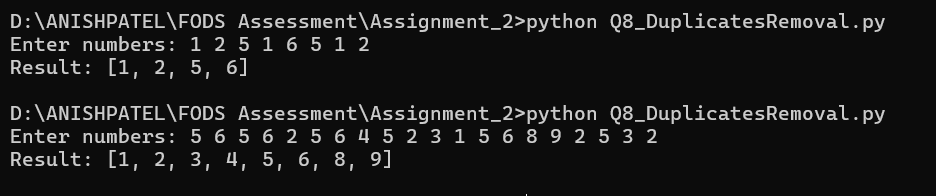 D:\ANISHPATEL\FODS Assessment\Assignment_2>python Q8_DuplicatesRemoval.py
Enter numbers: 1 2 5 1 6 5 1 2
Result: [1, 2, 5, 6]
D:\ANISHPATEL\FODS Assessment\Assignment_2>python Q8_DuplicatesRemoval.py
Enter numbers: 5 6 5 6 2 5 6 4 5 2 3 1 5 6 8 9 2 5 3 2
Result: [1, 2, 3, 4, 5, 6, 8, 9]